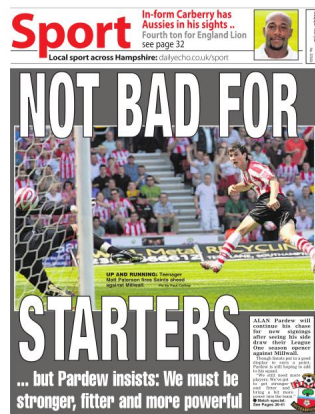 Sport
In-form Carberry has
Aussies in his sights ..
Fourth ton for England Lion
see page 32
Local sport across Hampshire: dailyecho.co.uk/sport
NOT BAD FOR
UP AND RUNNING: Teenager
Matt Paterson fires Saints ahead
against Millwall.
STARTERS
... but Pardew insists: We must be
stronger, fitter and more powerful
ALAN Pardew will
continue his chase
for new signings
after seeing his side
draw their League
One season opener
against Millwall.